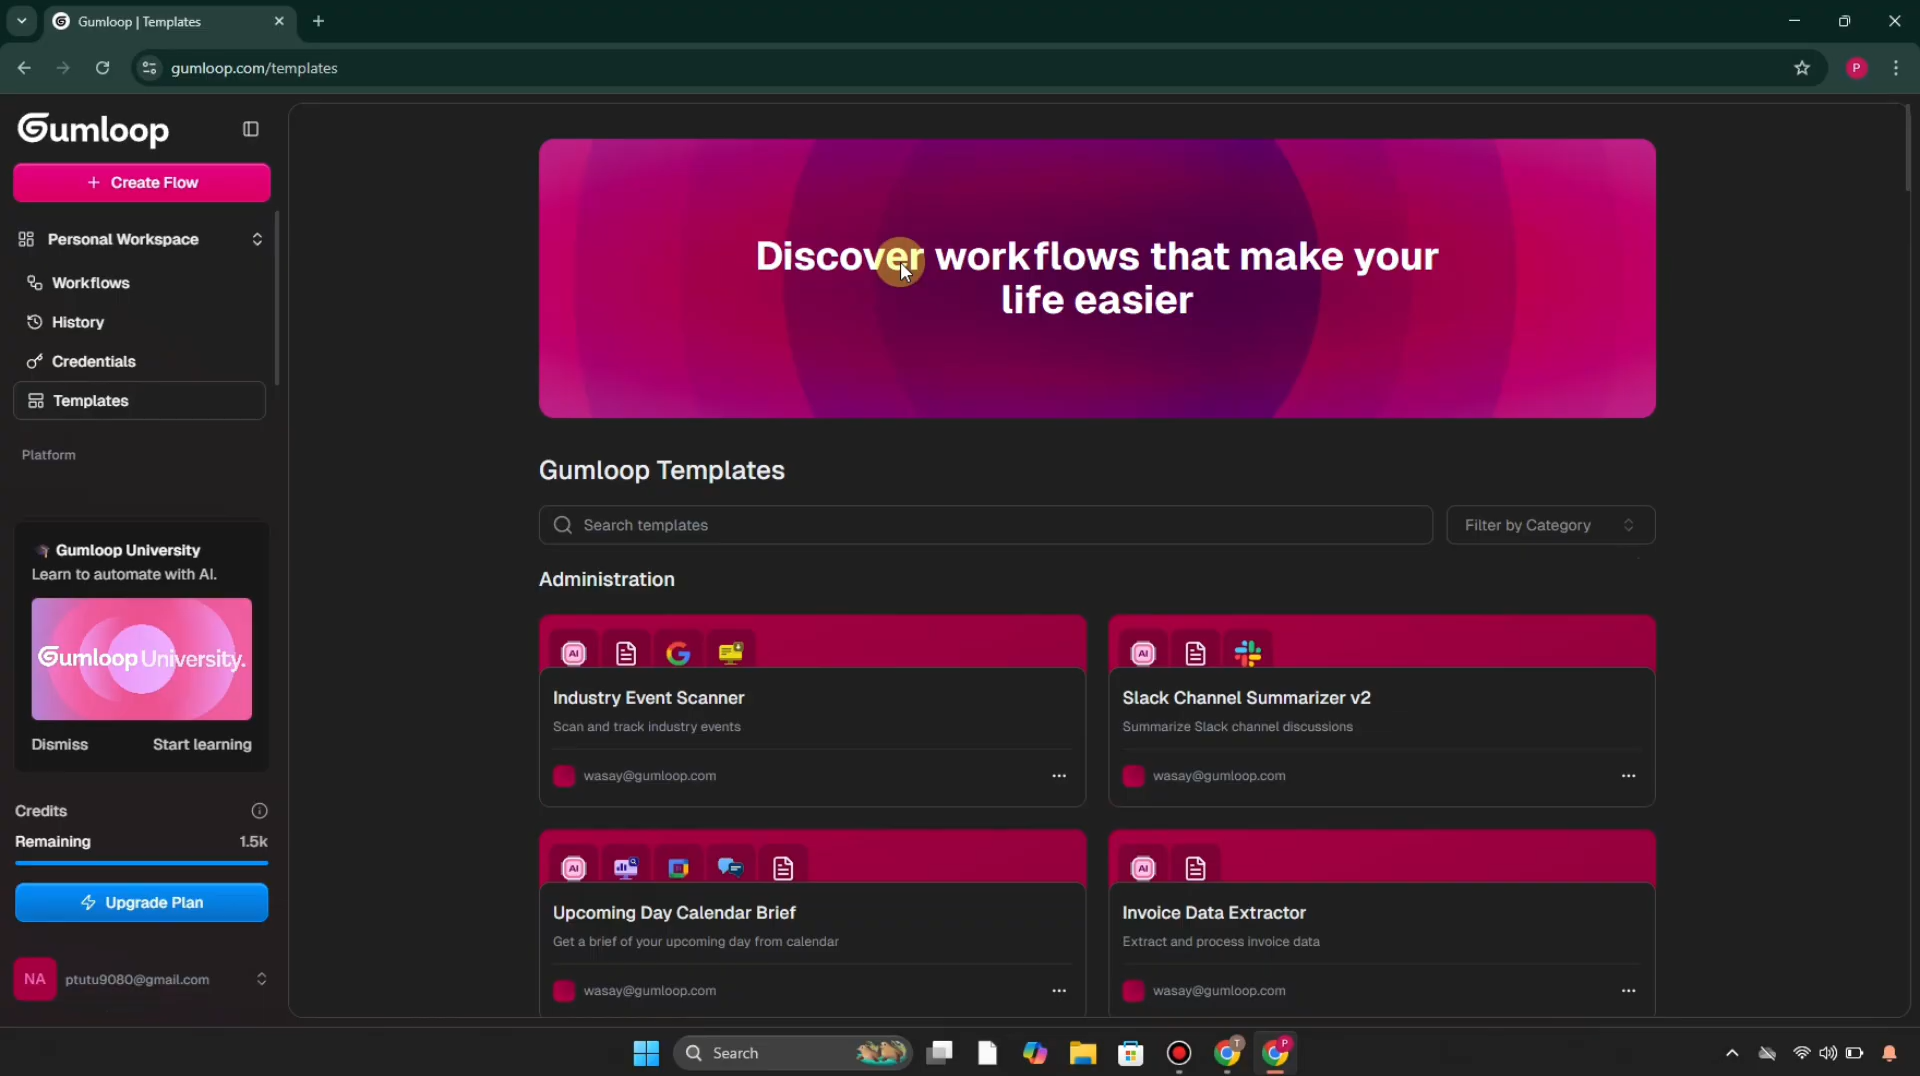 Gumloop | Templates
gumloop.com/templates
P
Gumloop
+ Create Flow
Personal Workspace
Workflows
History
Credentials
Templates
Platform
Gumloop University
Learn to automate with AI.
Gumloop University.
Dismiss
Start learning
Credits
Remaining
1.5k
Upgrade Plan
NA
ptutu9080@gmail.com
Discover workflows that make your
life easier
Gumloop Templates
Search templates
Filter by Category
Administration
AI
Industry Event Scanner
Scan and track industry events
wasay@gumloop.com
AI
Slack Channel Summarizer v2
Summarize Slack channel discussions
wasay@gumloop.com
AI
Upcoming Day Calendar Brief
Get a brief of your upcoming day from calendar
wasay@gumloop.com
AI
Invoice Data Extractor
Extract and process invoice data
wasay@gumloop.com
Search
T
P